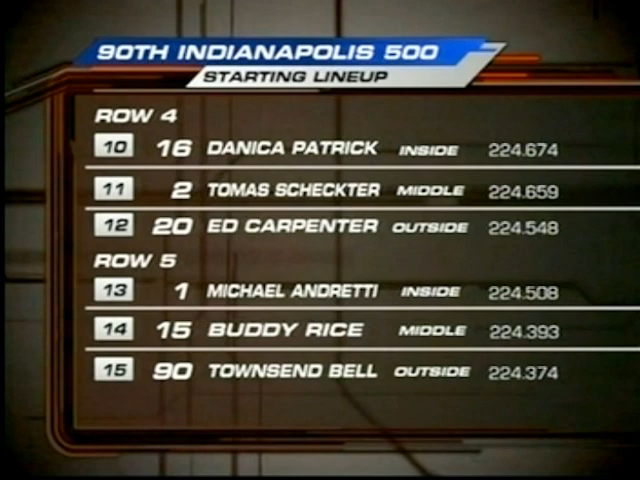 90TH INDIANAPOLIS 500
STARTING LINEUP
ROW 4
10 16 DANICA PATRICK INSIDE 224.674
11 2 TOMAS SCHECKTER MIDDLE 224.659
12 20 ED CARPENTER OUTSIDE 224.548
ROW 5
13 1 MICHAEL ANDRETTI INSIDE 224.508
14 15 BUDDY RICE MIDDLE 224.393
15 90 TOWNSEND BELL OUTSIDE 224.374